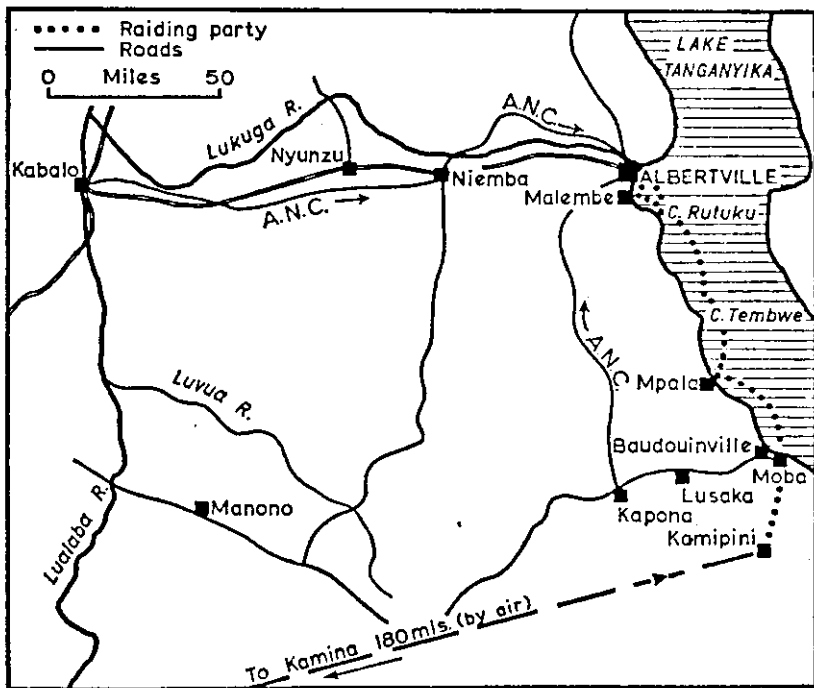 Raiding party
Roads
0 Miles 50
LAKE
TANGANYIKA
A.N.C.
Lukuga R.
Nyunzu
Kabalo
Niemba
ALBERTVILLE
A.N.C.
Malembe
C. Rutuku
C. Tembwe
A.N.C.
Luvua R.
Mpala
Baudouinville
Moba
Lualaba R.
Manono
Kapona
Lusaka
Kamipini
To Kamina 180 mls. (by air)